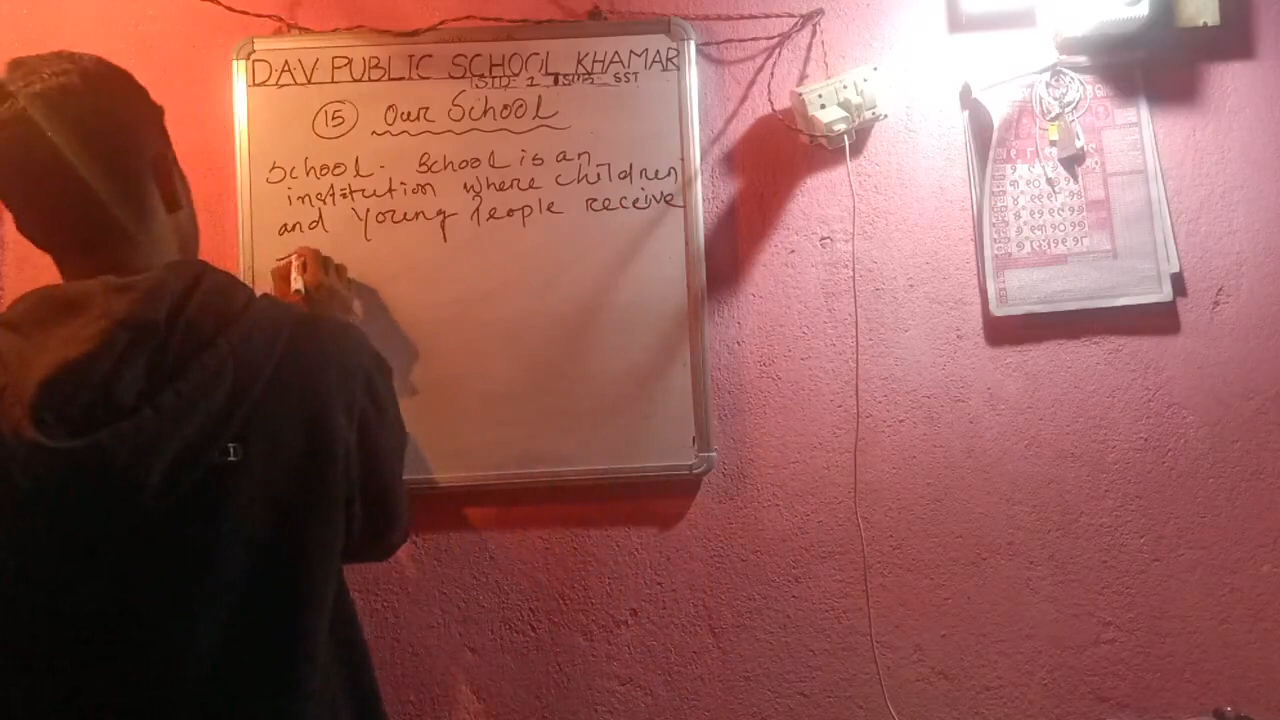 D.A.V PUBLIC SCHOOL KHAMAR
STD- 1 SUB- SST
15 Our School
School - School is an
institution where children
and Young People receive